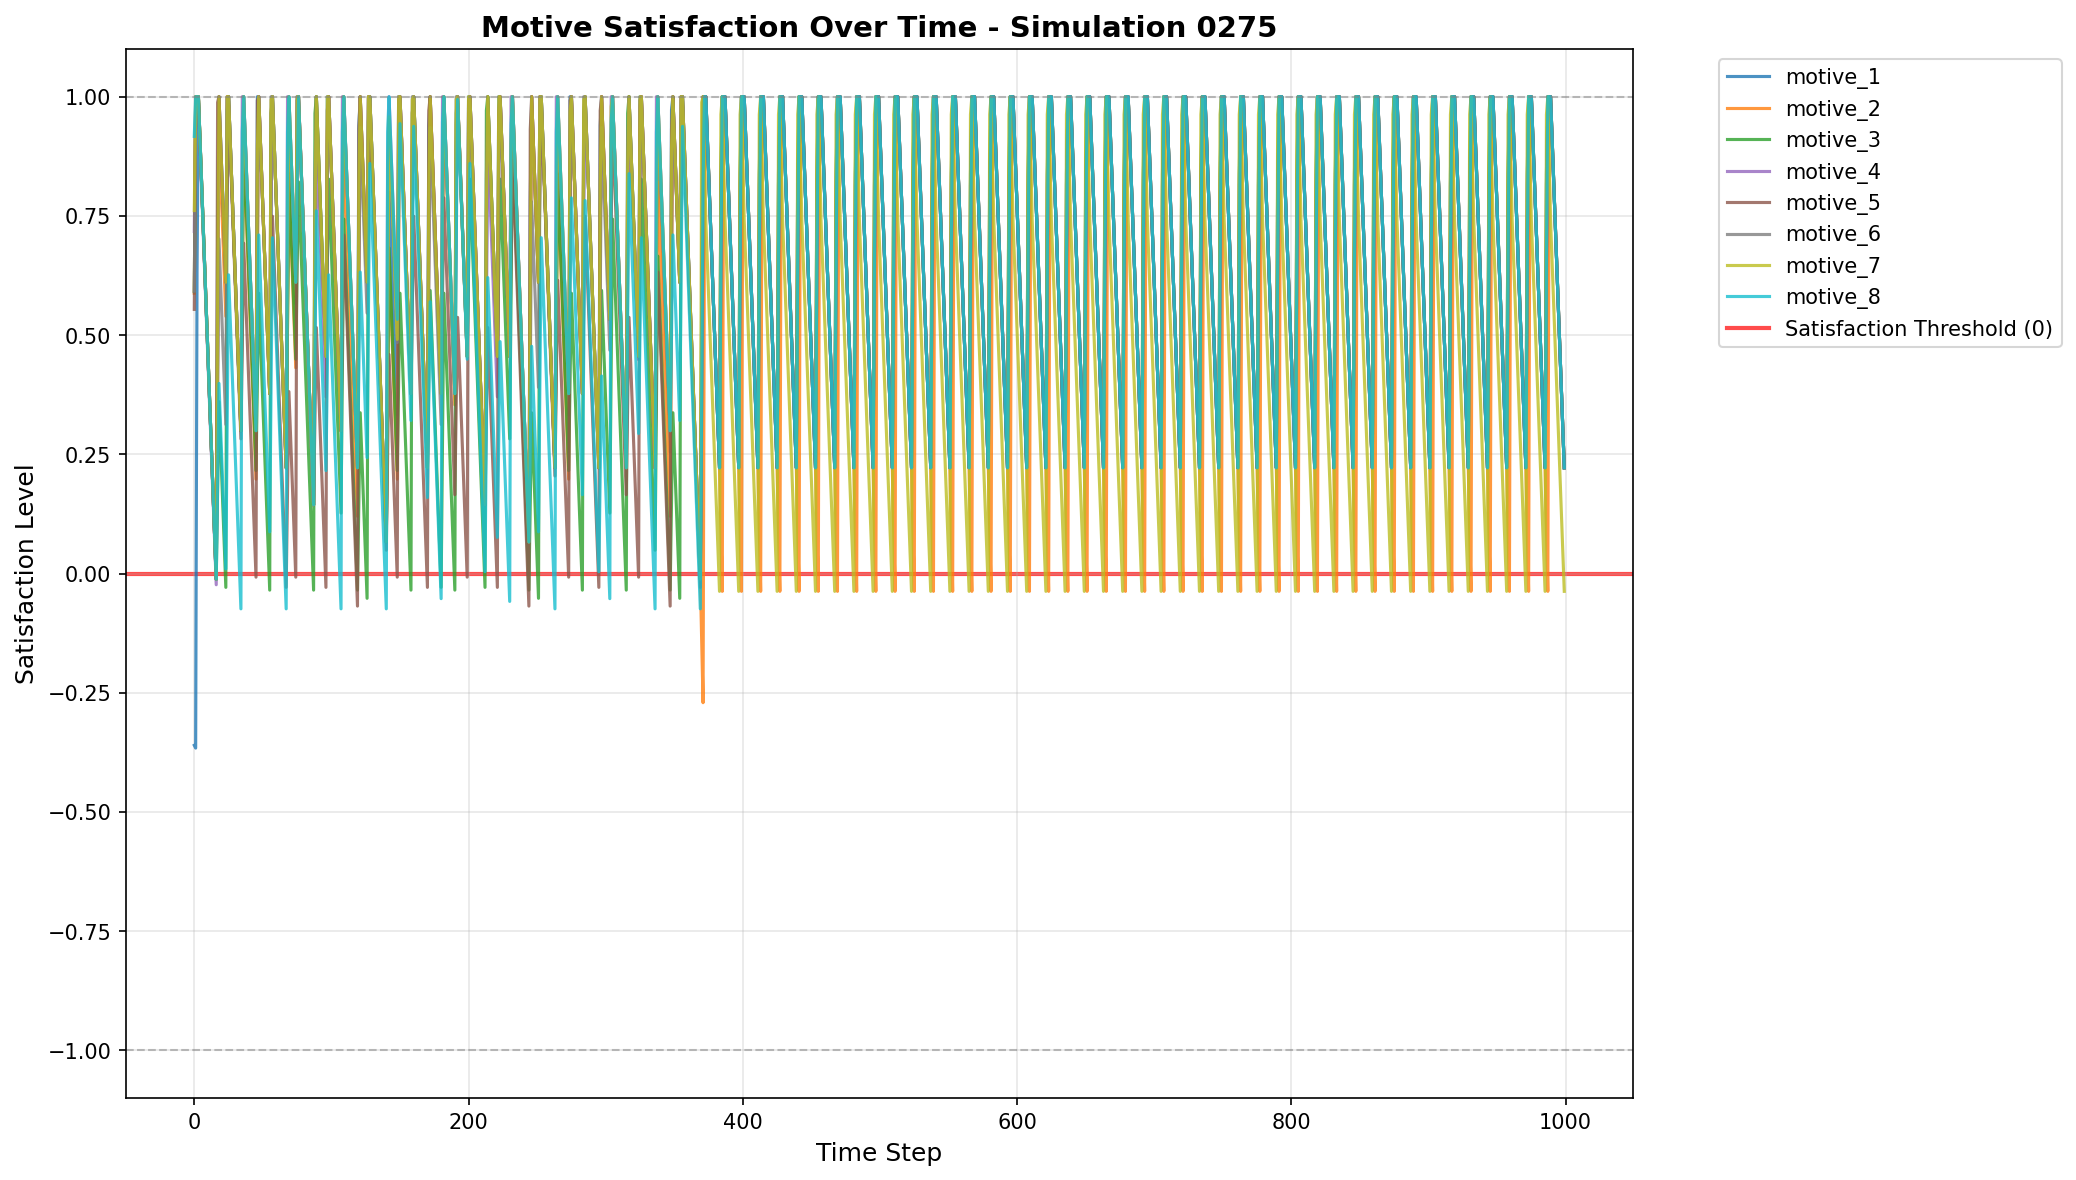 Motive Satisfaction Over Time - Simulation 0275
motive_1
motive_2
motive_3
motive_4
motive_5
motive_6
motive_7
motive_8
Satisfaction Threshold (0)
Satisfaction Level
1.00
0.75
0.50
0.25
0.00
−0.25
−0.50
−0.75
−1.00
0 200 400 600 800 1000
Time Step